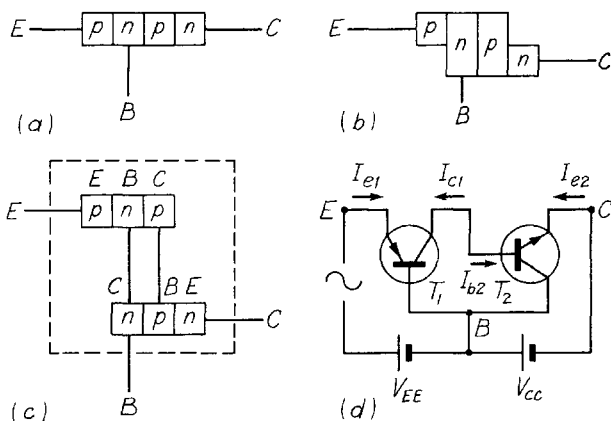 E p n p n C
B
(a)
E p n p n C
B
(b)
E B C
E p n p
C B E
n p n C
B
(c)
I_e1 I_c1 I_e2
E C
T_1 I_b2 T_2
B
V_EE V_CC
(d)